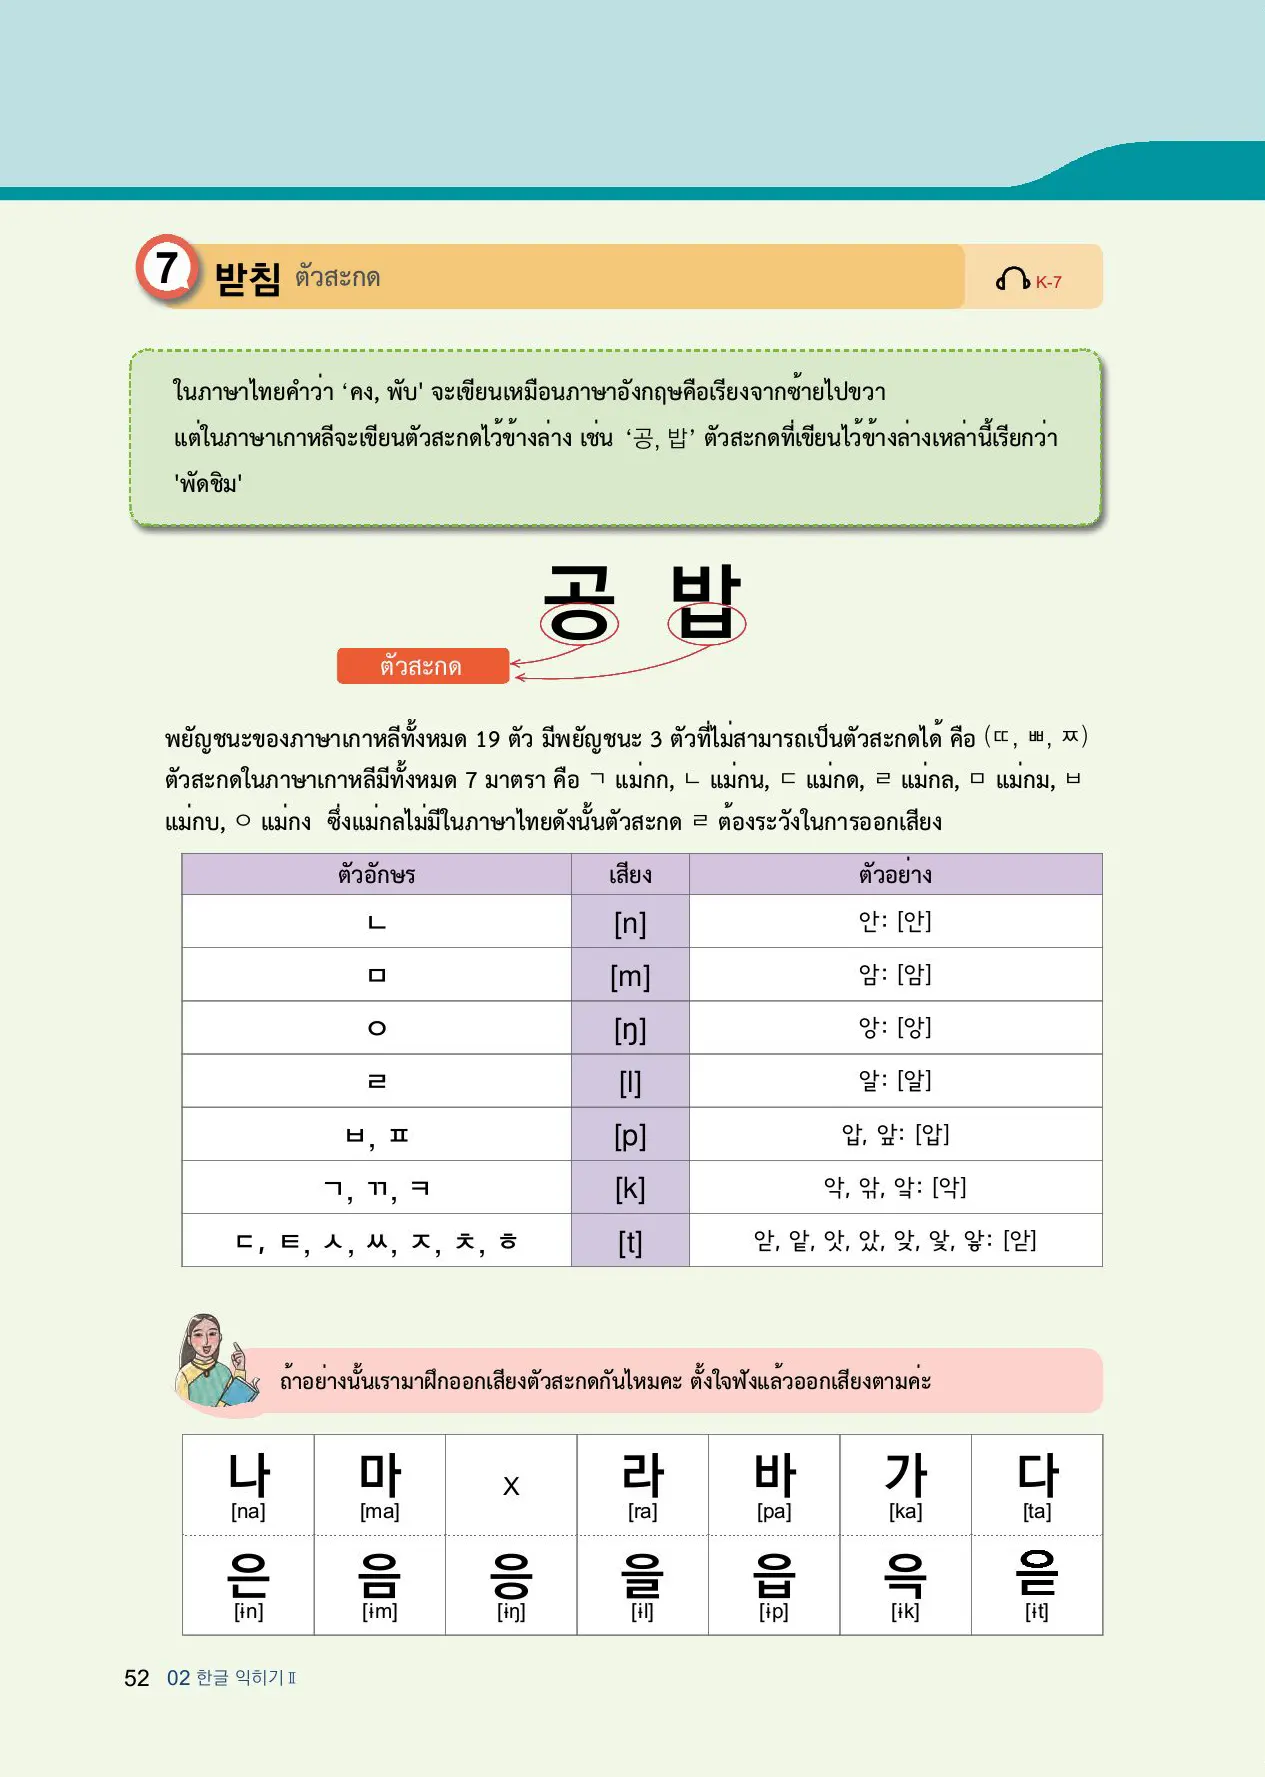 7 받침 ตัวสะกด K-7
ในภาษาไทยคำว่า ‘คง, พับ' จะเขียนเหมือนภาษาอังกฤษคือเรียงจากซ้ายไปขวา
แต่ในภาษาเกาหลีจะเขียนตัวสะกดไว้ข้างล่าง เช่น ‘공, 밥’ ตัวสะกดที่เขียนไว้ข้างล่างเหล่านี้เรียกว่า
'พัดชิม'
공 밥
ตัวสะกด
พยัญชนะของภาษาเกาหลีทั้งหมด 19 ตัว มีพยัญชนะ 3 ตัวที่ไม่สามารถเป็นตัวสะกดได้ คือ (ㄸ, ㅃ, ㅉ)
ตัวสะกดในภาษาเกาหลีมีทั้งหมด 7 มาตรา คือ ㄱ แม่กก, ㄴ แม่กน, ㄷ แม่กด, ㄹ แม่กล, ㅁ แม่กม, ㅂ
แม่กบ, ㅇ แม่กง ซึ่งแม่กลไม่มีในภาษาไทยดังนั้นตัวสะกด ㄹ ต้องระวังในการออกเสียง
ตัวอักษร เสียง ตัวอย่าง
ㄴ [n] 안: [안]
ㅁ [m] 암: [암]
ㅇ [ŋ] 앙: [앙]
ㄹ [l] 알: [알]
ㅂ, ㅍ [p] 압, 앞: [압]
ㄱ, ㄲ, ㅋ [k] 악, 앆, 앜: [악]
ㄷ, ㅌ, ㅅ, ㅆ, ㅈ, ㅊ, ㅎ [t] 앋, 앝, 앗, 았, 앚, 앛, 앟: [앋]
ถ้าอย่างนั้นเรามาฝึกออกเสียงตัวสะกดกันไหมคะ ตั้งใจฟังแล้วออกเสียงตามค่ะ
나 마 X 라 바 가 다
[na] [ma] [ra] [pa] [ka] [ta]
은 음 응 을 읍 윽 읃
[ɨn] [ɨm] [ɨŋ] [ɨl] [ɨp] [ɨk] [ɨt]
52 02 한글 익히기Ⅱ